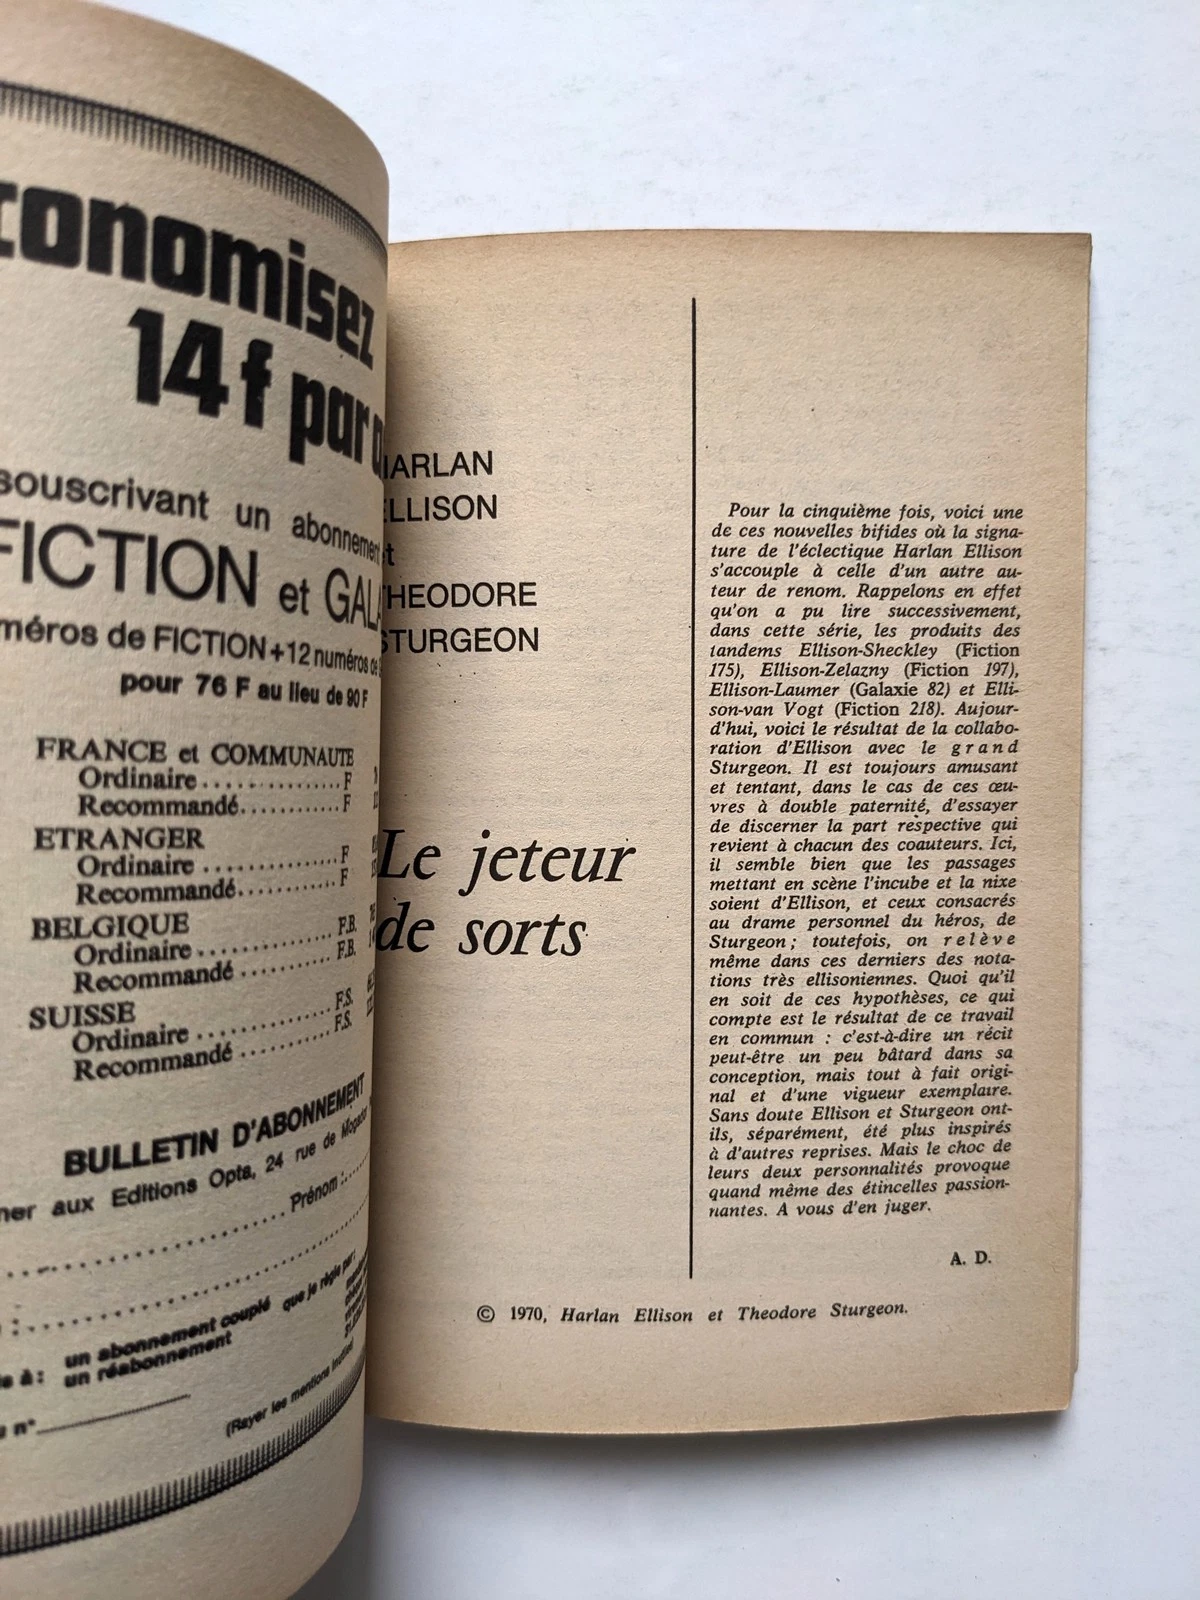 conomisez
14 f par
souscrivant un abonnement
FICTION et GALA
méros de FICTION + 12 numéros de
pour 76 F au lieu de 90 F
FRANCE et COMMUNAUTE
Ordinaire .................. F
Recommandé ............ F
ETRANGER
Ordinaire .................. F
Recommandé ............ F
BELGIQUE
Ordinaire .................. F.B.
Recommandé ............ F.B.
SUISSE
Ordinaire .................. F.S.
Recommandé ............ F.S.
BULLETIN D'ABONNEMENT
ner aux Editions Opta, 24 rue de Mogador
Prénom :
un abonnement couplé que je règle par :
à : un réabonnement
n°
(Rayer les mentions inutiles)
HARLAN
ELLISON
et
THEODORE
STURGEON
Le jeteur
de sorts
Pour la cinquième fois, voici une
de ces nouvelles bifides où la signa-
ture de l'éclectique Harlan Ellison
s'accouple à celle d'un autre au-
teur de renom. Rappelons en effet
qu'on a pu lire successivement,
dans cette série, les produits des
tandems Ellison-Sheckley (Fiction
175), Ellison-Zelazny (Fiction 197),
Ellison-Laumer (Galaxie 82) et Elli-
son-van Vogt (Fiction 218). Aujour-
d'hui, voici le résultat de la collabo-
ration d'Ellison avec le grand
Sturgeon. Il est toujours amusant
et tentant, dans le cas de ces œu-
vres à double paternité, d'essayer
de discerner la part respective qui
revient à chacun des coauteurs. Ici,
il semble bien que les passages
mettant en scène l'incube et la nixe
soient d'Ellison, et ceux consacrés
au drame personnel du héros, de
Sturgeon ; toutefois, on relève
même dans ces derniers des nota-
tions très ellisoniennes. Quoi qu'il
en soit de ces hypothèses, ce qui
compte est le résultat de ce travail
en commun : c'est-à-dire un récit
peut-être un peu bâtard dans sa
conception, mais tout à fait origi-
nal et d'une vigueur exemplaire.
Sans doute Ellison et Sturgeon ont-
ils, séparément, été plus inspirés
à d'autres reprises. Mais le choc de
leurs deux personnalités provoque
quand même des étincelles passion-
nantes. A vous d'en juger.
A. D.
© 1970, Harlan Ellison et Theodore Sturgeon.